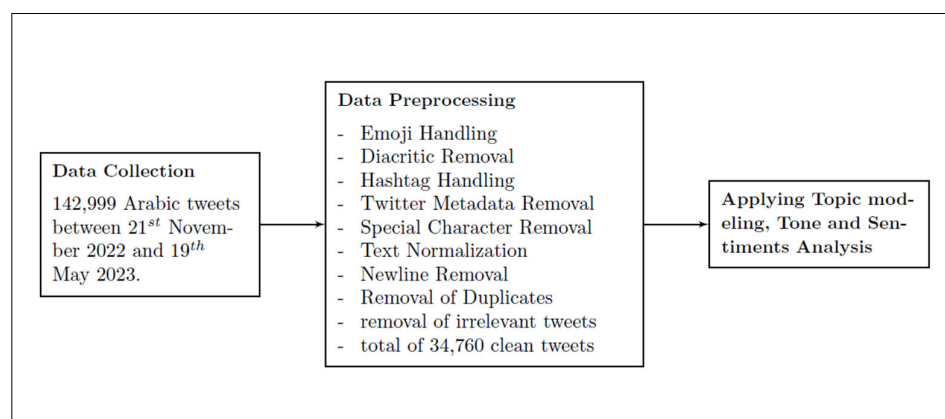 Data Collection
142,999 Arabic tweets
between 21st Novem-
ber 2022 and 19th
May 2023.
Data Preprocessing
- Emoji Handling
- Diacritic Removal
- Hashtag Handling
- Twitter Metadata Removal
- Special Character Removal
- Text Normalization
- Newline Removal
- Removal of Duplicates
- removal of irrelevant tweets
- total of 34,760 clean tweets
Applying Topic mod-
eling, Tone and Sen-
timents Analysis